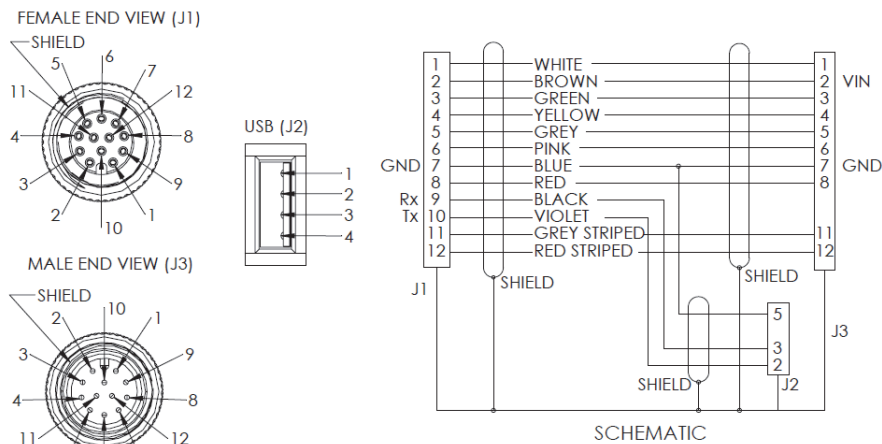 FEMALE END VIEW (J1)
SHIELD
5
6
7
11
12
4
8
3
9
2
1
10
MALE END VIEW (J3)
SHIELD
10
2
1
3
9
4
8
11
12
USB (J2)
1
2
3
4
1 WHITE 1
2 BROWN 2 VIN
3 GREEN 3
4 YELLOW 4
5 GREY 5
6 PINK 6
GND 7 BLUE 7 GND
8 RED 8
Rx 9 BLACK
Tx 10 VIOLET
11 GREY STRIPED 11
12 RED STRIPED 12
J1
SHIELD
SHIELD
J3
5
3
2
SHIELD
J2
SCHEMATIC